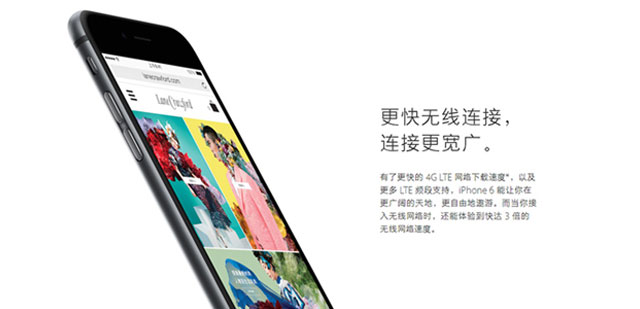 lanecrawford.com
Lane Crawford
更快无线连接，
连接更宽广。
有了更快的 4G LTE 网络下载速度*，以及
更多 LTE 频段支持，iPhone 6 能让你在
更广阔的天地，更自由地遨游。而当你接
入无线网络时，还能体验到快达 3 倍的
无线网络速度。